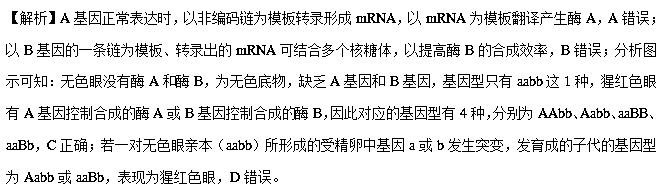 【解析】A 基因正常表达时，以非编码链为模板转录形成 mRNA，以 mRNA 为模板翻译产生酶 A，A 错误；
以 B 基因的一条链为模板、转录出的 mRNA 可结合多个核糖体，以提高酶 B 的合成效率，B 错误；分析图
示可知：无色眼没有酶 A 和酶 B，为无色底物，缺乏 A 基因和 B 基因，基因型只有 aabb 这 1 种，猩红色眼
有 A 基因控制合成的酶 A 或 B 基因控制合成的酶 B，因此对应的基因型有 4 种，分别为 AAbb、Aabb、aaBB、
aaBb，C 正确；若一对无色眼亲本（aabb）所形成的受精卵中基因 a 或 b 发生突变，发育成的子代的基因型
为 Aabb 或 aaBb，表现为猩红色眼，D 错误。